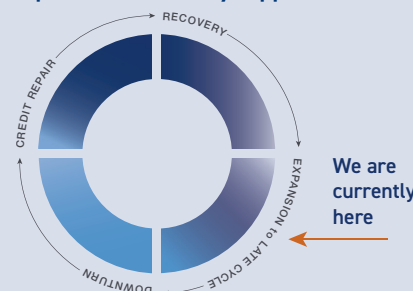 RECOVERY
CREDIT REPAIR
EXPANSION to LATE CYCLE
DOWNTURN
We are
currently
here